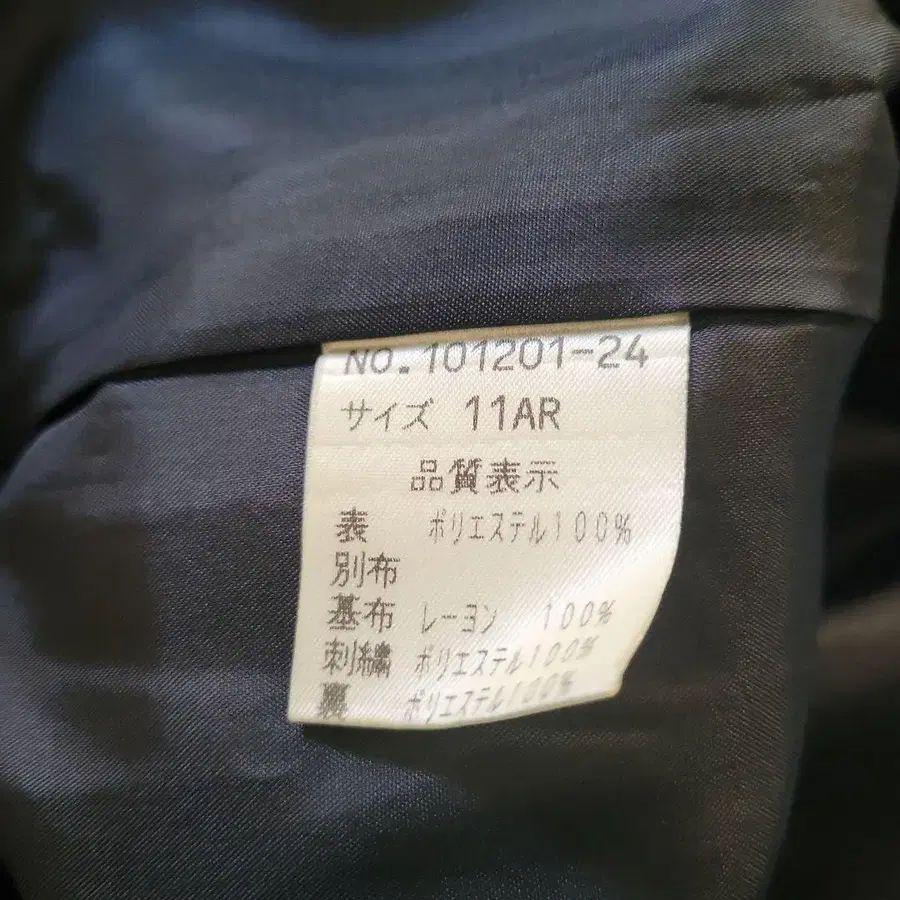 NO.101201-24
サイズ 11AR
品質表示
表 ポリエステル100%
別布
基布 レーヨン 100%
刺繍 ポリエステル100%
裏 ポリエステル100%